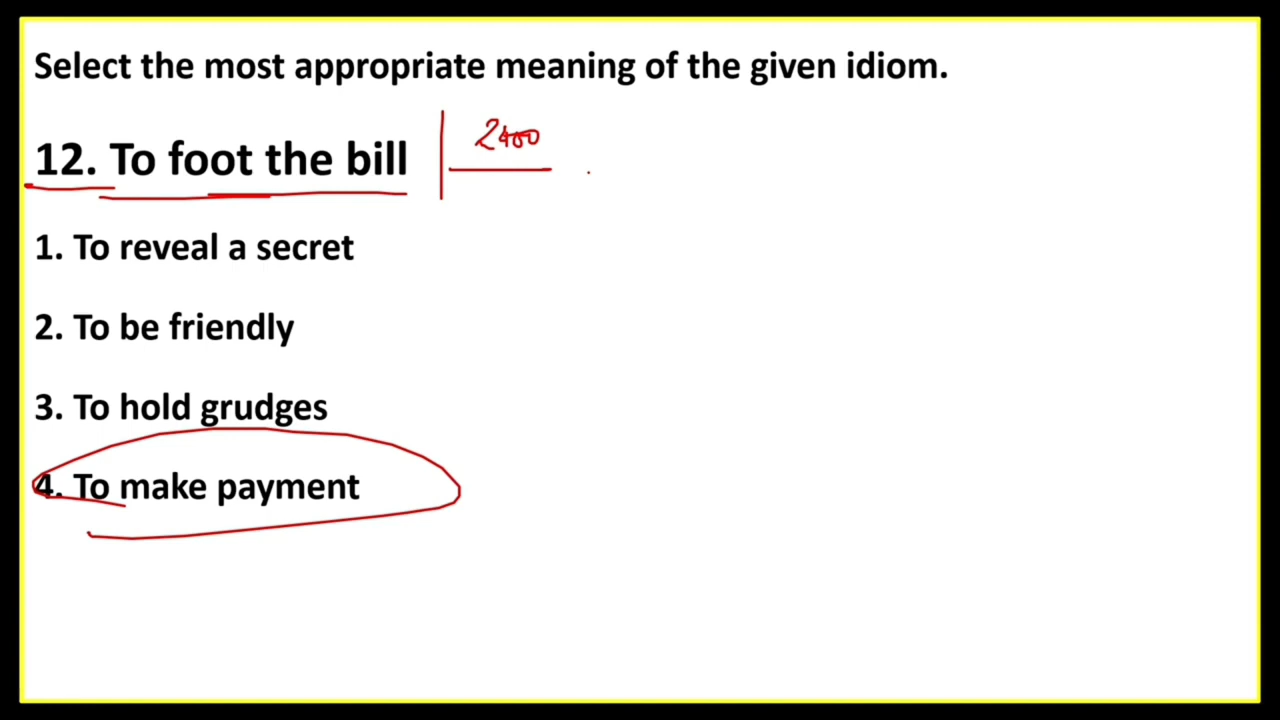 Select the most appropriate meaning of the given idiom.
12. To foot the bill
2400
1. To reveal a secret
2. To be friendly
3. To hold grudges
4. To make payment